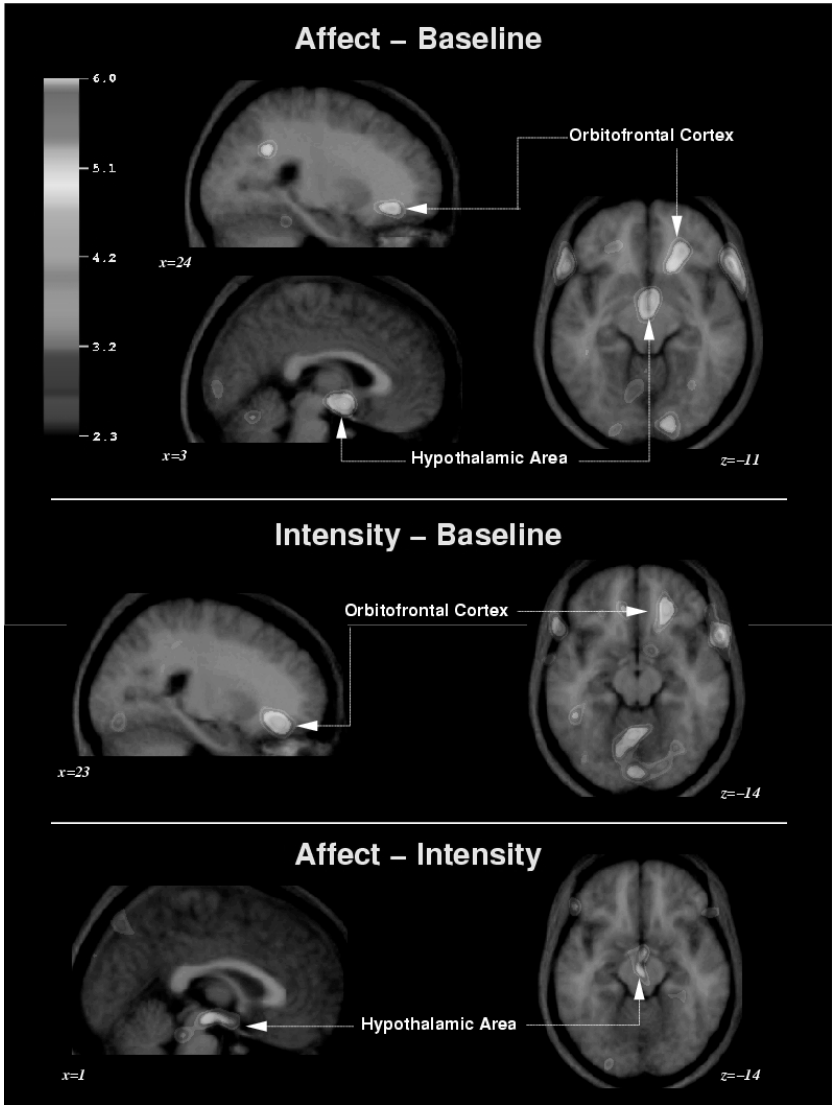 Affect – Baseline
6.0
5.1
4.2
3.2
2.3
Orbitofrontal Cortex
x=24
x=3
Hypothalamic Area
z=–11
Intensity – Baseline
Orbitofrontal Cortex
x=23
z=–14
Affect – Intensity
Hypothalamic Area
x=1
z=–14